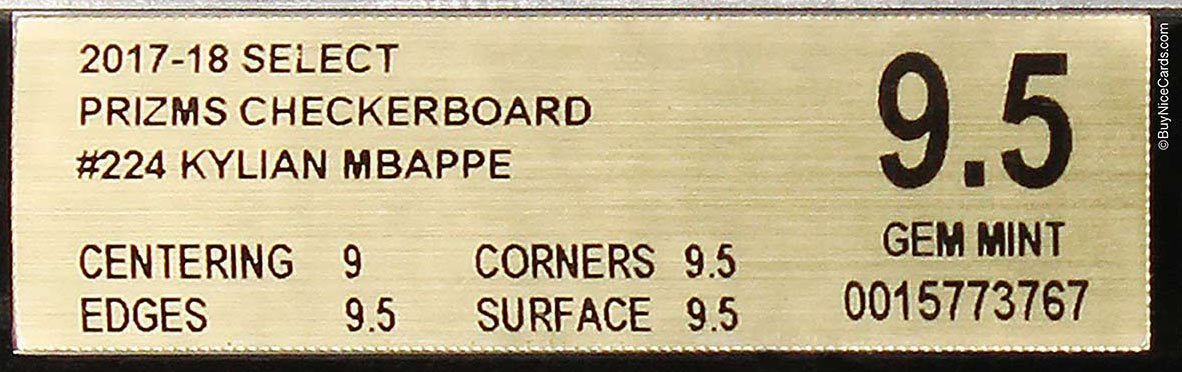 2017-18 SELECT
PRIZMS CHECKERBOARD
#224 KYLIAN MBAPPE
9.5
GEM MINT
0015773767
CENTERING 9 CORNERS 9.5
EDGES 9.5 SURFACE 9.5
©BuyNiceCards.com